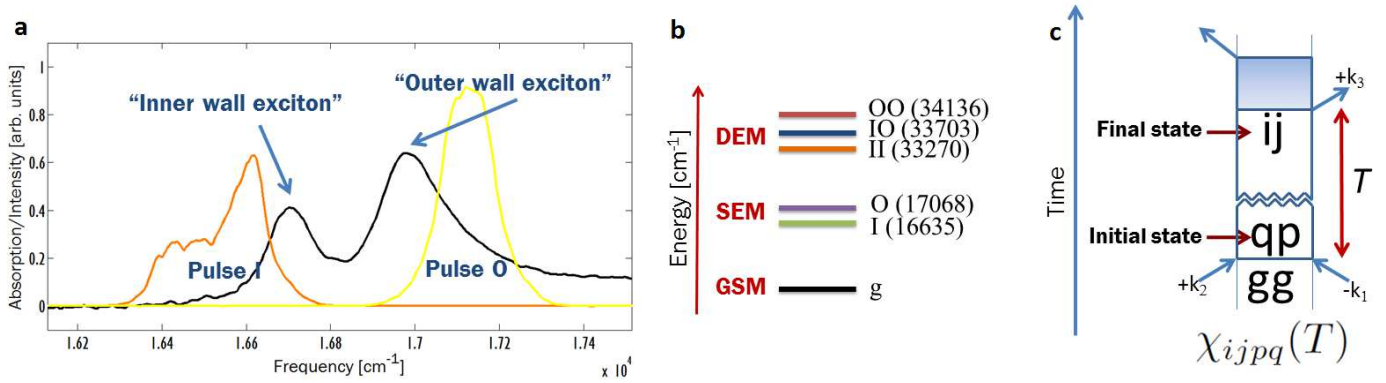 a
Absorption/Intensity [arb. units]
1
0.8
0.6
0.4
0.2
0
"Inner wall exciton"
"Outer wall exciton"
Pulse I
Pulse O
1.62
1.64
1.66
1.68
1.7
1.72
1.74
Frequency [cm⁻¹]
x 10⁴
b
Energy [cm⁻¹]
DEM
OO (34136)
IO (33703)
II (33270)
SEM
O (17068)
I (16635)
GSM
g
c
Time
+k₃
Final state
ij
T
Initial state
qp
+k₂
gg
-k₁
χijpq(T)